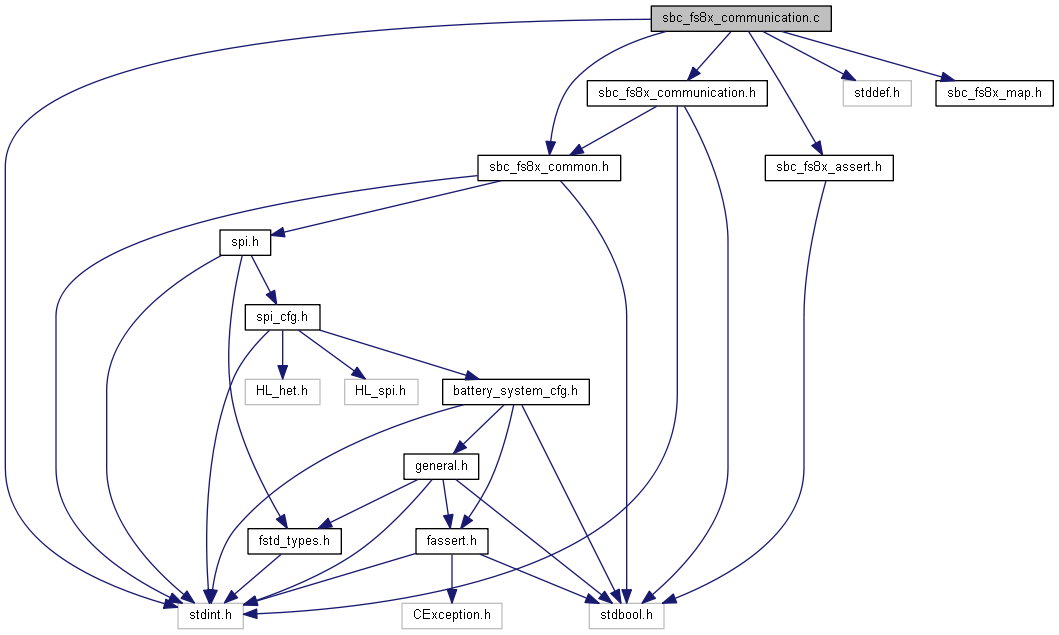 sbc_fs8x_communication.c
sbc_fs8x_communication.h
stddef.h
sbc_fs8x_map.h
sbc_fs8x_common.h
sbc_fs8x_assert.h
spi.h
spi_cfg.h
HL_het.h
HL_spi.h
battery_system_cfg.h
general.h
fstd_types.h
fassert.h
stdint.h
CException.h
stdbool.h